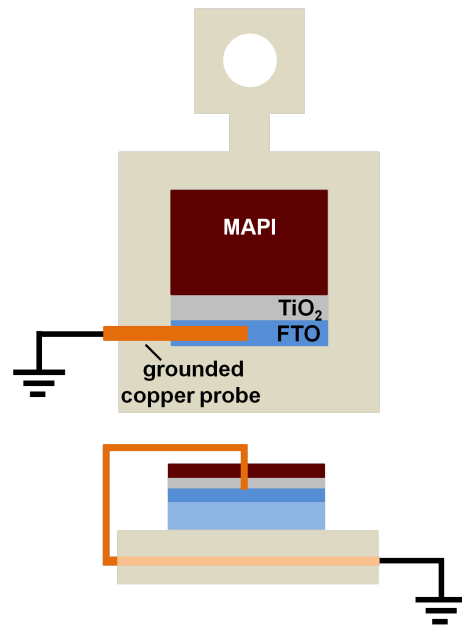 MAPI
TiO₂
FTO
grounded
copper probe